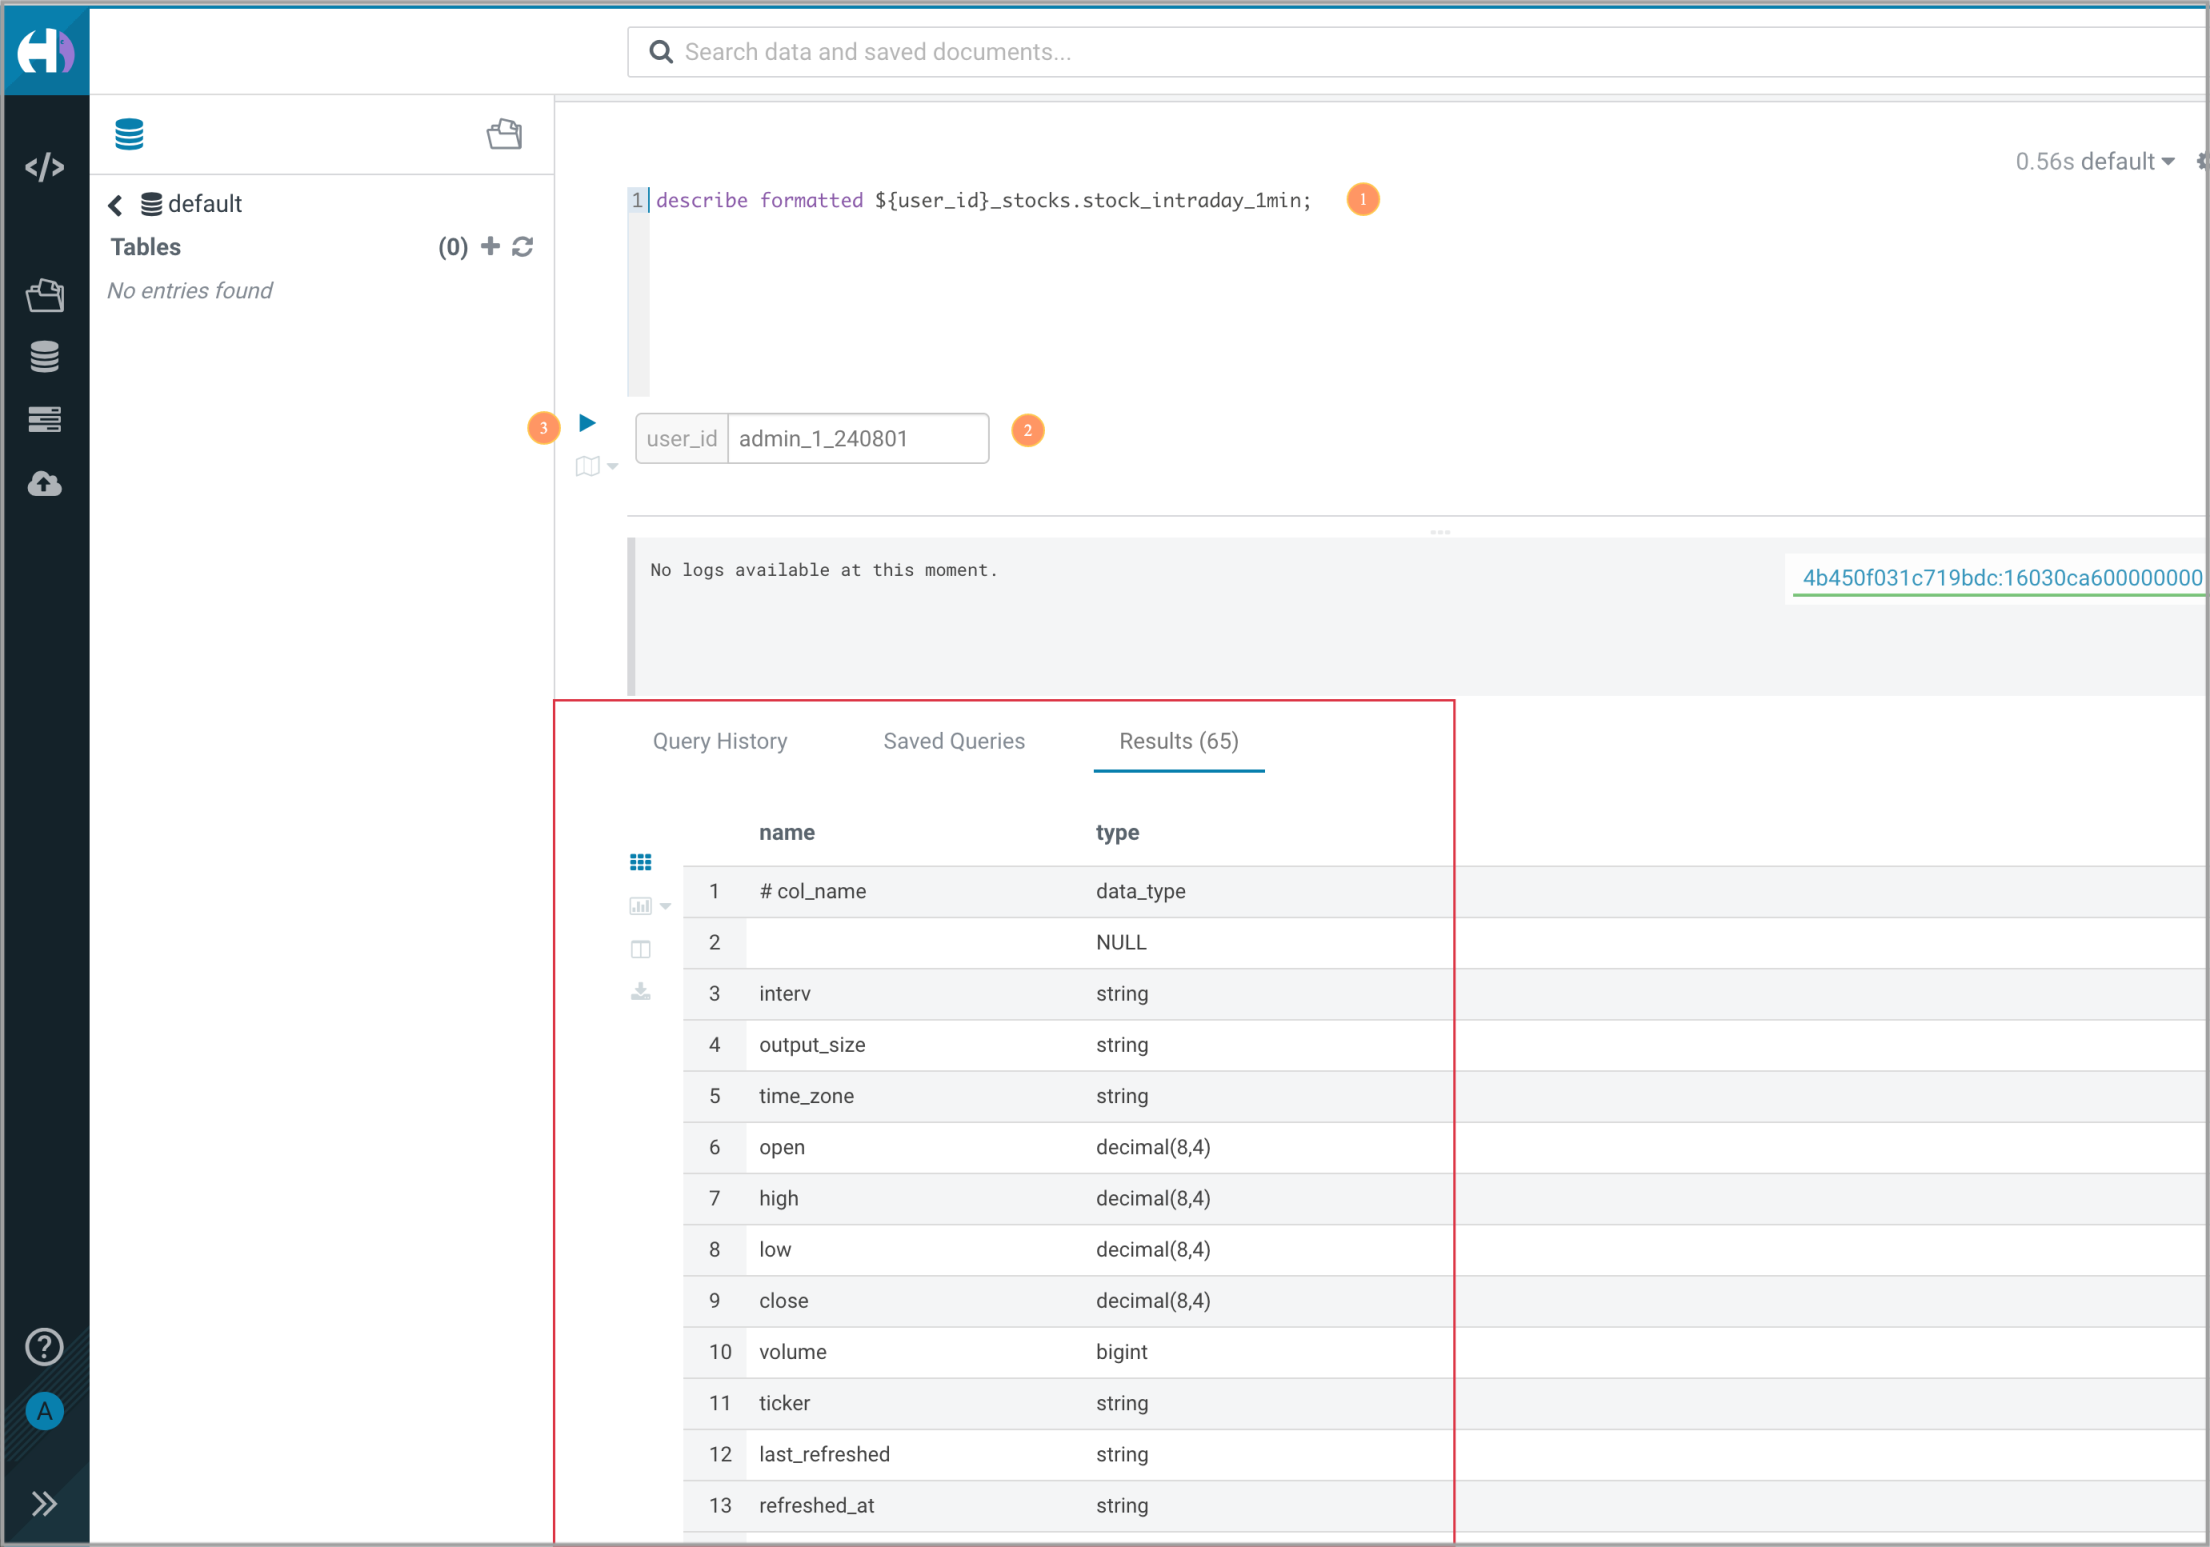 Search data and saved documents...
0.56s default
default
Tables (0)
No entries found
1 describe formatted ${user_id}_stocks.stock_intraday_1min; 1
3 user_id admin_1_240801 2
No logs available at this moment.
4b450f031c719bdc:16030ca600000000
Query History Saved Queries Results (65)
name type
1 # col_name data_type
2 NULL
3 interv string
4 output_size string
5 time_zone string
6 open decimal(8,4)
7 high decimal(8,4)
8 low decimal(8,4)
9 close decimal(8,4)
10 volume bigint
11 ticker string
12 last_refreshed string
13 refreshed_at string
A